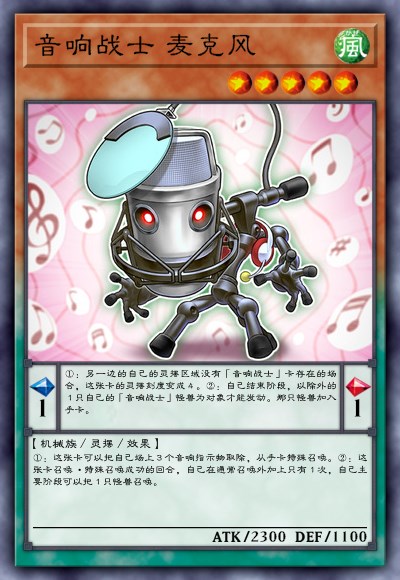 音响战士 麦克风
風
①：另一边的自己的灵摆区域没有「音响战士」卡存在的场
合，这张卡的灵摆刻度变成４。②：自己结束阶段，以除外的
１只自己的「音响战士」怪兽为对象才能发动。那只怪兽加入
手卡。
1
1
【机械族／灵摆／效果】
①：这张卡可以把自己场上３个音响指示物取除，从手卡特殊召唤。②：这
张卡召唤·特殊召唤成功的回合，自己在通常召唤外加上只有１次，自己主
要阶段可以把１只怪兽召唤。
ATK/2300 DEF/1100